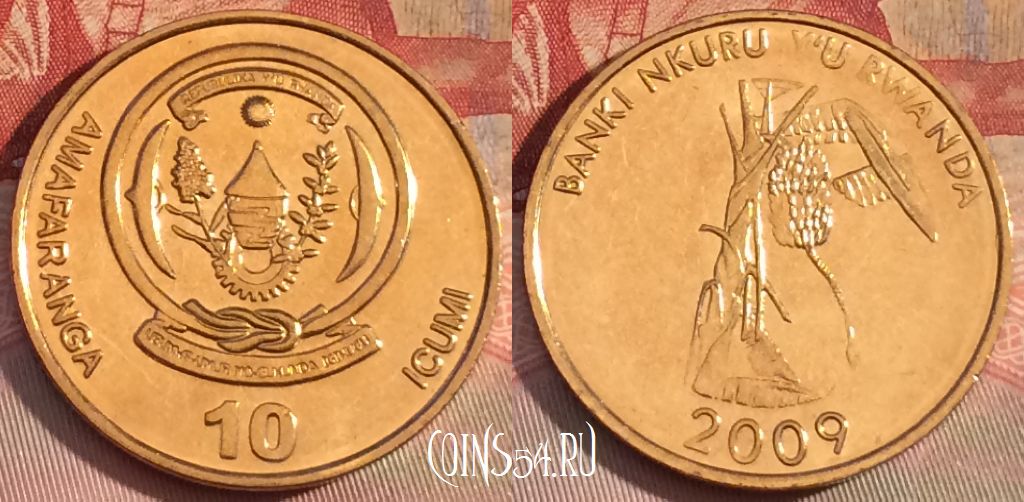 REPUBULIKA Y'U RWANDA
AMAFARANGA ICUMI
10
BANKI NKURU Y'U RWANDA
2009
COINS54.RU